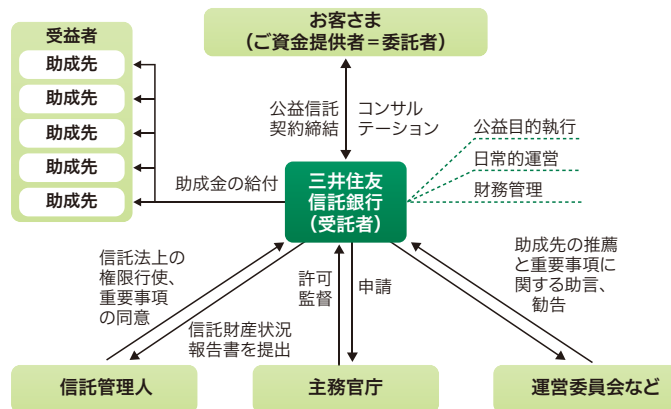 お客さま
(ご資金提供者=委託者)
受益者
助成先
助成先
助成先
助成先
助成先
公益信託
契約締結
コンサル
テーション
公益目的執行
日常的運営
財務管理
助成金の給付
三井住友
信託銀行
(受託者)
信託法上の
権限行使、
重要事項
の同意
信託財産状況
報告書を提出
許可
監督
申請
助成先の推薦
と重要事項に
関する助言、
勧告
信託管理人
主務官庁
運営委員会など